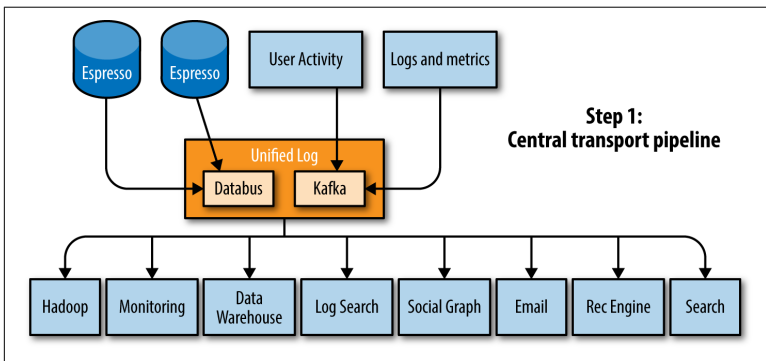 Espresso
Espresso
User Activity
Logs and metrics
Step 1:
Central transport pipeline
Unified Log
Databus
Kafka
Hadoop
Monitoring
Data
Warehouse
Log Search
Social Graph
Email
Rec Engine
Search